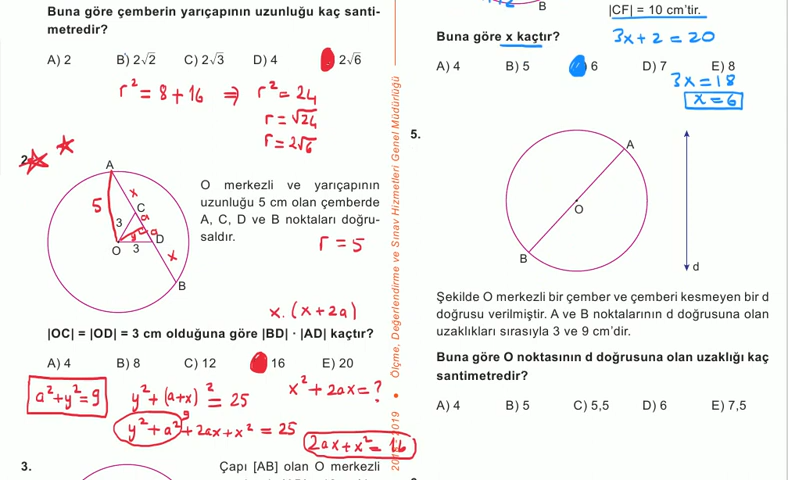 Buna göre çemberin yarıçapının uzunluğu kaç santi-
metredir?
A) 2 B) 2√2 C) 2√3 D) 4 2√6
r² = 8 + 16 ⇒ r² = 24
r = √24
r = 2√6
2.
A
x
5
C
a
3
a
y
D
O
3
x
B
O merkezli ve yarıçapının
uzunluğu 5 cm olan çemberde
A, C, D ve B noktaları doğru-
saldır.
r = 5
x.(x+2a)
|OC| = |OD| = 3 cm olduğuna göre |BD| · |AD| kaçtır?
A) 4 B) 8 C) 12 16 E) 20
a²+y²=9
y²+(a+x)² = 25
x²+2ax=?
9
y²+a²+2ax+x² = 25
2ax+x² = 16
3.
Çapı [AB] olan O merkezli
Ölçme, Değerlendirme ve Sınav Hizmetleri Genel Müdürlüğü
B
|CF| = 10 cm'tir.
Buna göre x kaçtır?
3x+2 = 20
A) 4 B) 5 6 D) 7 E) 8
3x=18
x=6
5.
A
O
B
d
Şekilde O merkezli bir çember ve çemberi kesmeyen bir d
doğrusu verilmiştir. A ve B noktalarının d doğrusuna olan
uzaklıkları sırasıyla 3 ve 9 cm'dir.
Buna göre O noktasının d doğrusuna olan uzaklığı kaç
santimetredir?
A) 4 B) 5 C) 5,5 D) 6 E) 7,5